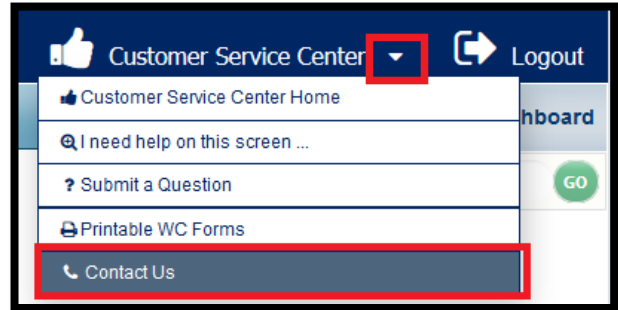 Customer Service Center Logout
Customer Service Center Home
hboard
I need help on this screen ...
? Submit a Question
GO
Printable WC Forms
Contact Us